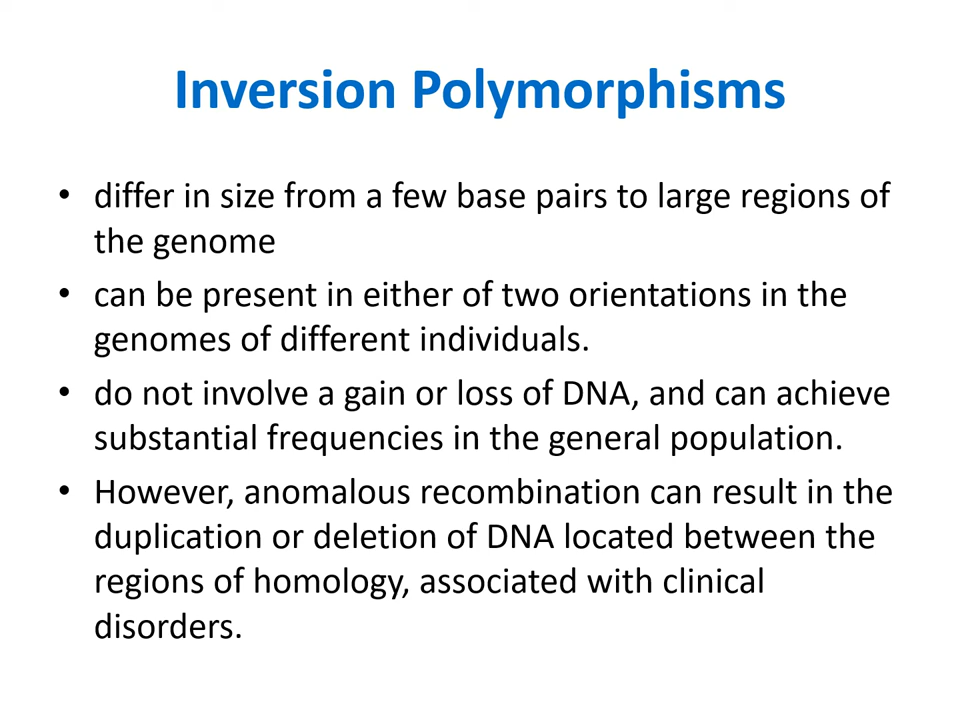 Inversion Polymorphisms
• differ in size from a few base pairs to large regions of
the genome
• can be present in either of two orientations in the
genomes of different individuals.
• do not involve a gain or loss of DNA, and can achieve
substantial frequencies in the general population.
• However, anomalous recombination can result in the
duplication or deletion of DNA located between the
regions of homology, associated with clinical
disorders.